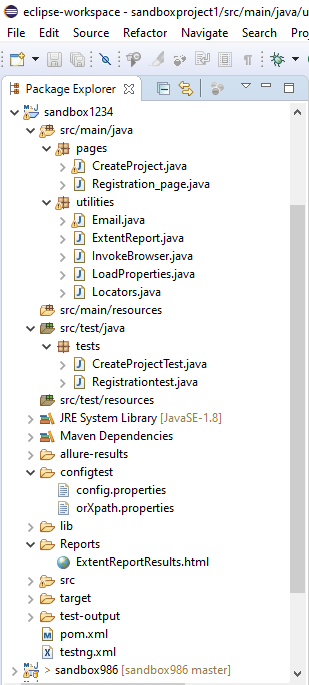 eclipse-workspace - sandboxproject1/src/main/java/u
File Edit Source Refactor Navigate Search Proj
Package Explorer
sandbox1234
src/main/java
pages
CreateProject.java
Registration_page.java
utilities
Email.java
ExtentReport.java
InvokeBrowser.java
LoadProperties.java
Locators.java
src/main/resources
src/test/java
tests
CreateProjectTest.java
Registrationtest.java
src/test/resources
JRE System Library [JavaSE-1.8]
Maven Dependencies
allure-results
configtest
config.properties
orXpath.properties
lib
Reports
ExtentReportResults.html
src
target
test-output
pom.xml
testng.xml
> sandbox986 [sandbox986 master]